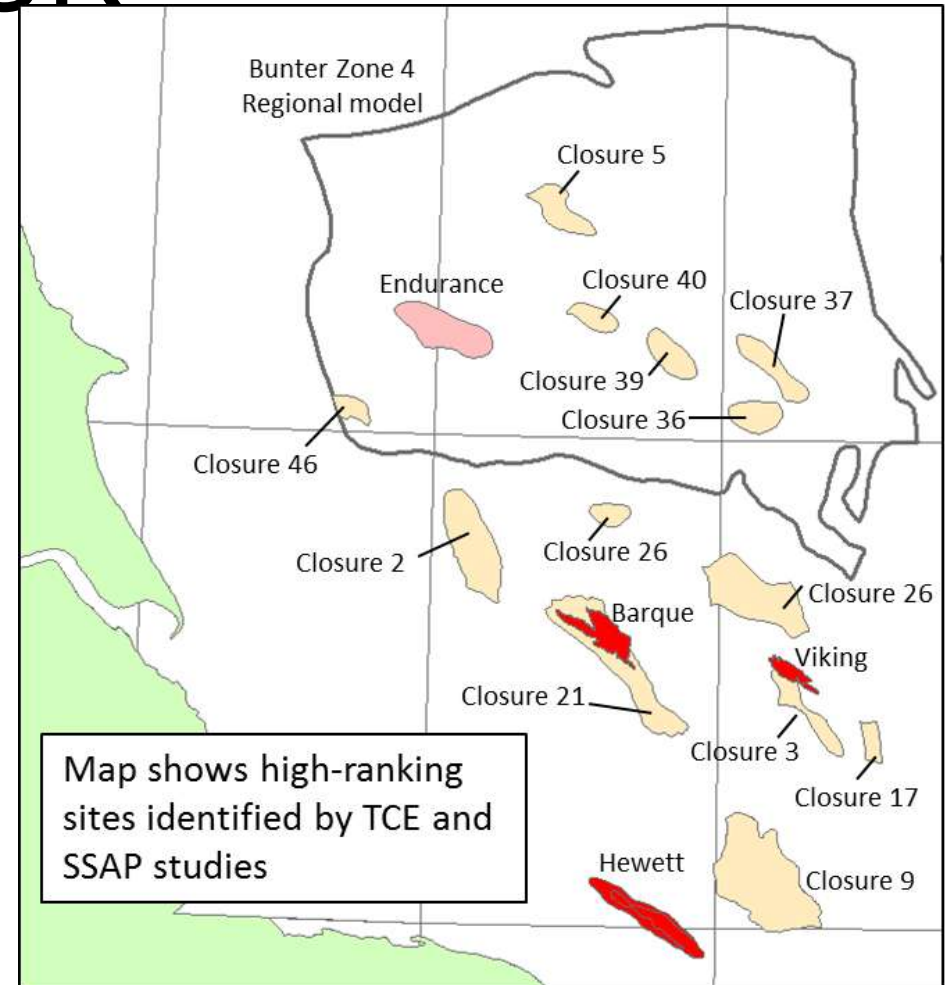 Bunter Zone 4
Regional model
Closure 5
Endurance
Closure 40
Closure 37
Closure 39
Closure 36
Closure 46
Closure 2
Closure 26
Closure 26
Barque
Viking
Closure 21
Closure 3
Closure 17
Map shows high-ranking
sites identified by TCE and
SSAP studies
Hewett
Closure 9